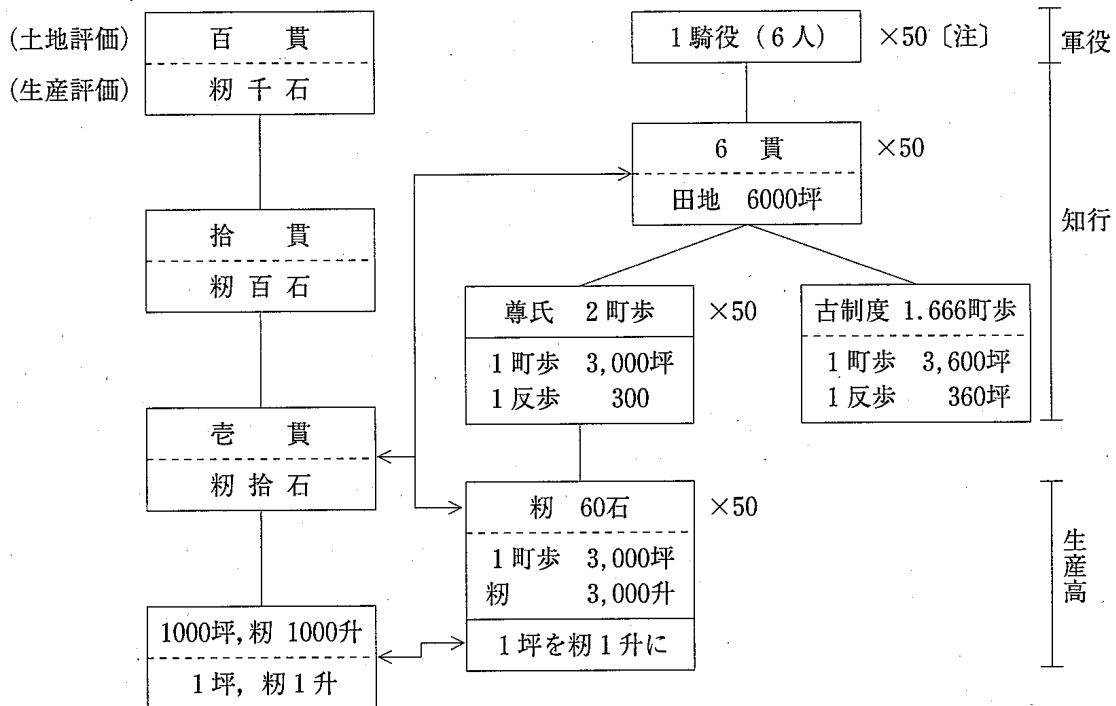 (土地評価)
百 貫
(生産評価)
籾 千 石
拾 貫
籾 百 石
壱 貫
籾 拾 石
1000坪,籾 1000升
1坪, 籾1升
1騎役 (6人) ×50〔注〕
6 貫 ×50
田地 6000坪
尊氏 2町歩 ×50
1町歩 3,000坪
1反歩 300
古制度 1.666町歩
1町歩 3,600坪
1反歩 360坪
籾 60石 ×50
1町歩 3,000坪
籾 3,000升
1坪を籾1升に
軍役
知行
生産高